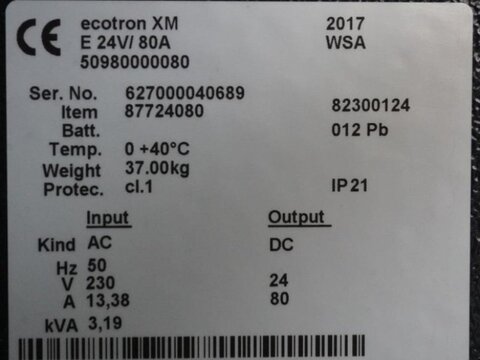 CE ecotron XM 2017
E 24V/ 80A WSA
50980000080
Ser. No. 627000040689
Item 87724080 82300124
Batt. 012 Pb
Temp. 0 +40°C
Weight 37.00kg
Protec. cl.1 IP21
Input Output
Kind AC DC
Hz 50
V 230 24
A 13,38 80
kVA 3,19